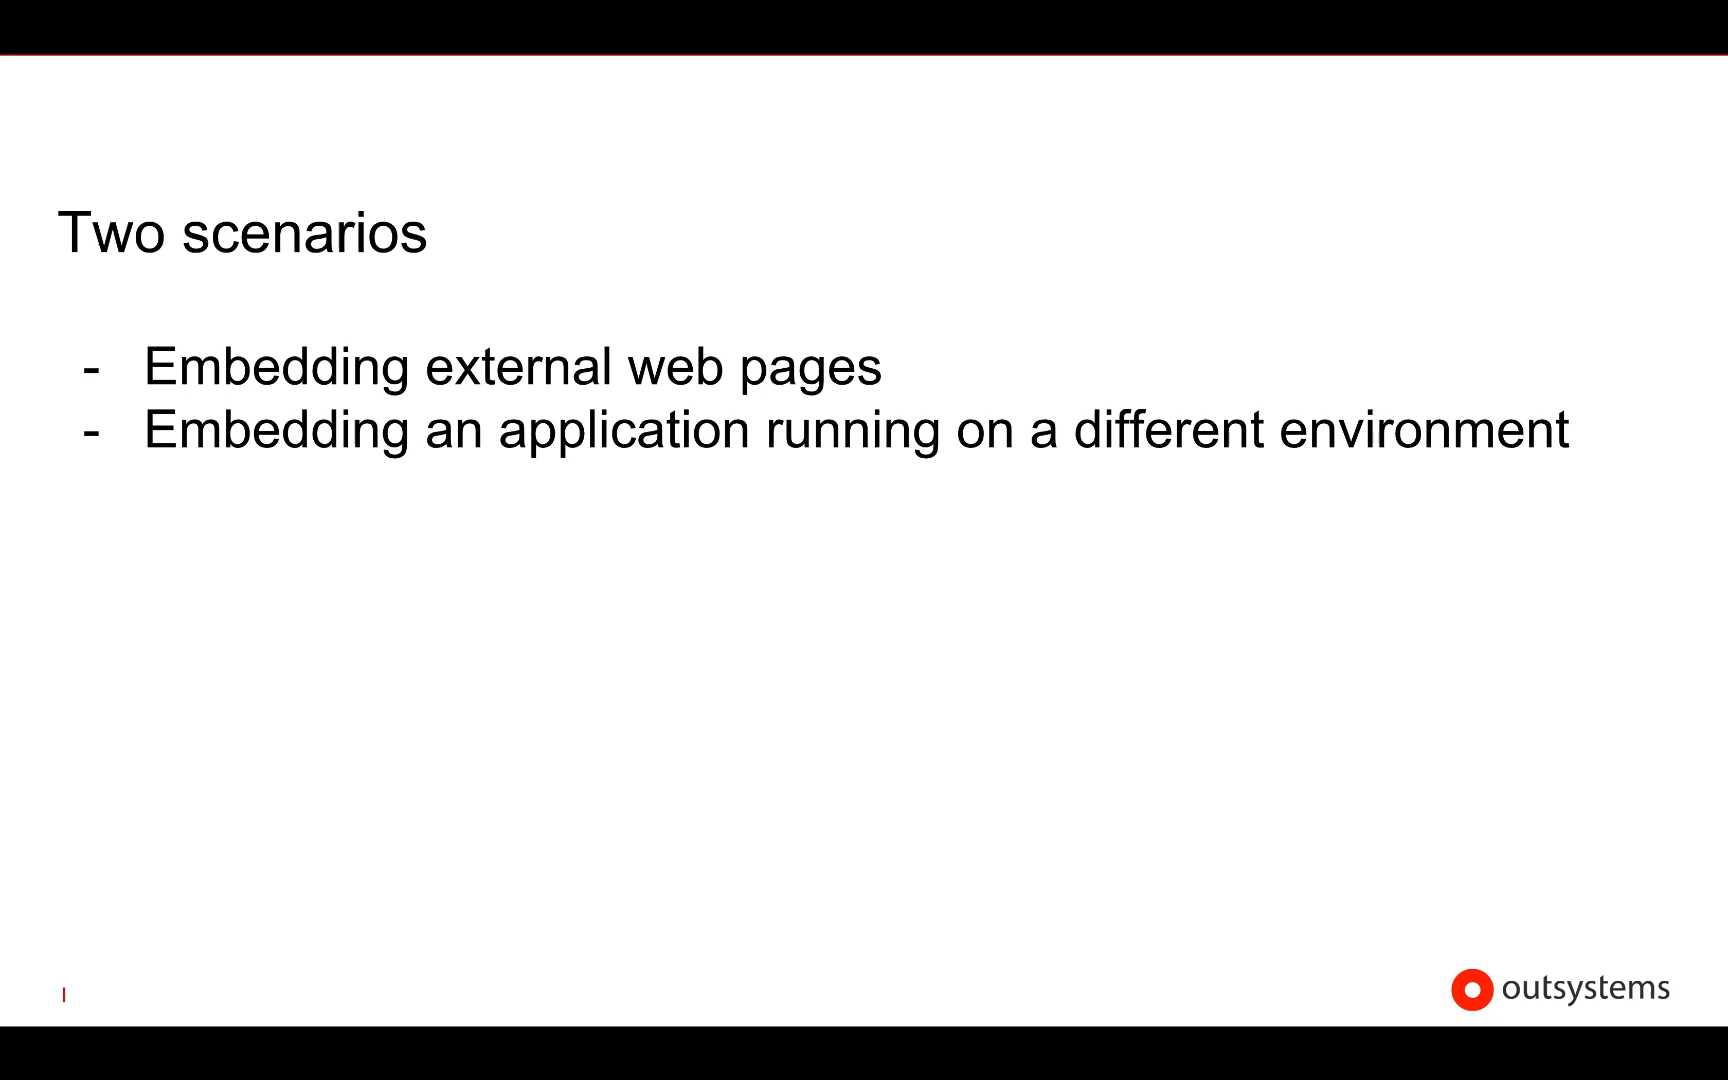 Two scenarios
- Embedding external web pages
- Embedding an application running on a different environment
outsystems